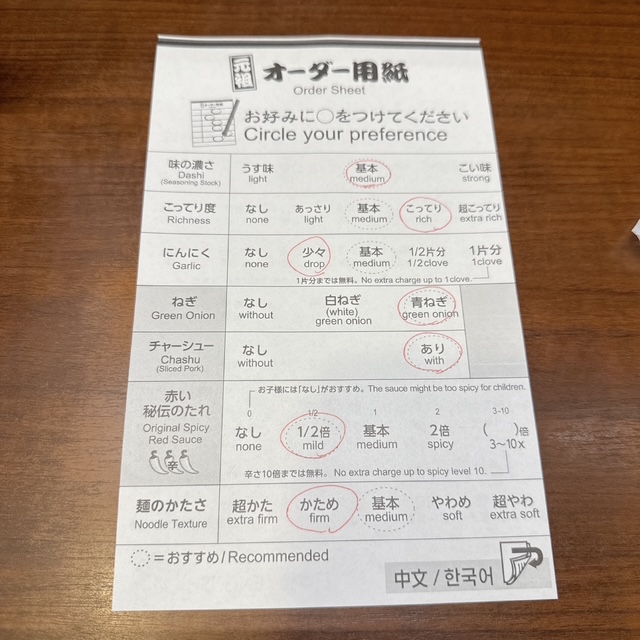 元祖 オーダー用紙
Order Sheet
お好みに○をつけてください
Circle your preference
味の濃さ うす味 基本 こい味
Dashi light medium strong
(Seasoning Stock)
こってり度 なし あっさり 基本 こってり 超こってり
Richness none light medium rich extra rich
にんにく なし 少々 基本 1/2片分 1片分
Garlic none drop medium 1/2clove 1clove
1片分までは無料。No extra charge up to 1clove.
ねぎ なし 白ねぎ 青ねぎ
Green Onion without (white) green onion
green onion
チャーシュー なし あり
Chashu without with
(Sliced Pork)
お子様には「なし」がおすすめ。The sauce might be too spicy for children.
赤い
秘伝のたれ
0 1/2 1 2 3-10
Original Spicy なし 1/2倍 基本 2倍 ( )倍
Red Sauce none mild medium spicy 3〜10x
辛
辛さ10倍までは無料。No extra charge up to spicy level 10.
麺のかたさ 超かた かため 基本 やわめ 超やわ
Noodle Texture extra firm firm medium soft extra soft
=おすすめ/Recommended
中文 / 한국어